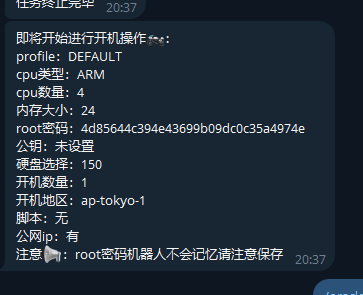 任务终止完毕
20:37
即将开始进行开机操作🔫：
profile：DEFAULT
cpu类型：ARM
cpu数量：4
内存大小：24
root密码：4d85644c394e43699b09dc0c35a4974e
公钥：未设置
硬盘选择：150
开机数量：1
开机地区：ap-tokyo-1
脚本：无
公网ip：有
注意📢：root密码机器人不会记忆请注意保存
20:37